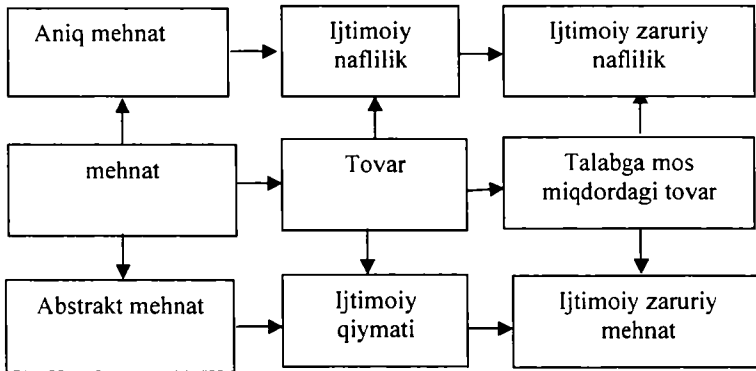 Aniq mehnat
Ijtimoiy
naflilik
Ijtimoiy zaruriy
naflilik
mehnat
Tovar
Talabga mos
miqdordagi tovar
Abstrakt mehnat
Ijtimoiy
qiymati
Ijtimoiy zaruriy
mehnat